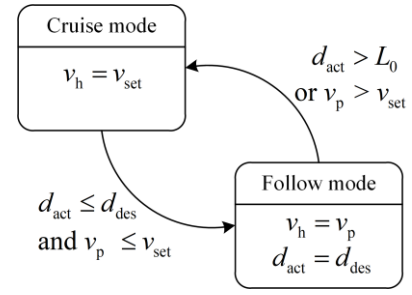 Cruise mode
v_h = v_set
d_act > L_0
or v_p > v_set
d_act ≤ d_des
and v_p ≤ v_set
Follow mode
v_h = v_p
d_act = d_des